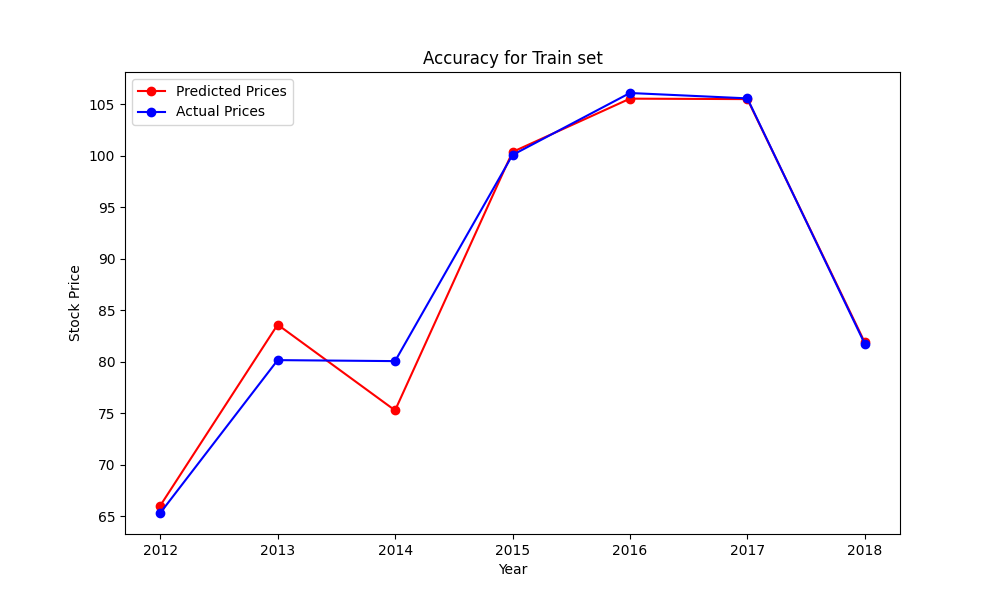 Accuracy for Train set
Predicted Prices
Actual Prices
105
100
95
90
85
80
75
70
65
Stock Price
2012 2013 2014 2015 2016 2017 2018
Year